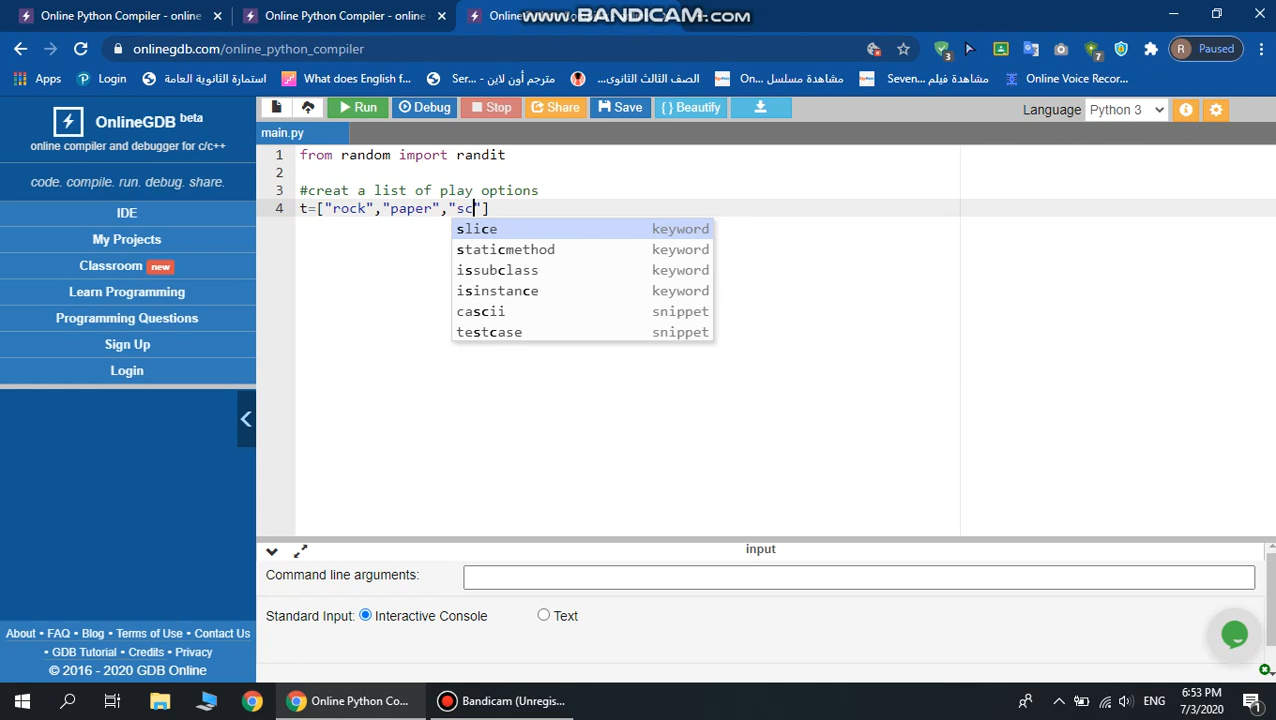 Online Python Compiler - online
Online Python Compiler - online
Onlin
www.BANDICAM.com
onlinegdb.com/online_python_compiler
3
7
R Paused
Apps
Login
استمارة الثانوية العامة
What does English f...
مترجم أون لاين - Ser...
الصف الثالث الثانوى...
مشاهدة مسلسل On...
مشاهدة فيلم Seven...
Online Voice Recor...
OnlineGDB beta
online compiler and debugger for c/c++
code. compile. run. debug. share.
IDE
My Projects
Classroom new
Learn Programming
Programming Questions
Sign Up
Login
About • FAQ • Blog • Terms of Use • Contact Us
• GDB Tutorial • Credits • Privacy
© 2016 - 2020 GDB Online
Run Debug Stop Share Save { } Beautify
Language Python 3
main.py
1 from random import randit
2
3 #creat a list of play options
4 t=["rock","paper","sc"]
slice keyword
staticmethod keyword
issubclass keyword
isinstance keyword
cascii snippet
testcase snippet
input
Command line arguments:
Standard Input: Interactive Console Text
Online Python Co...
Bandicam (Unregis...
ENG
6:53 PM
7/3/2020
1